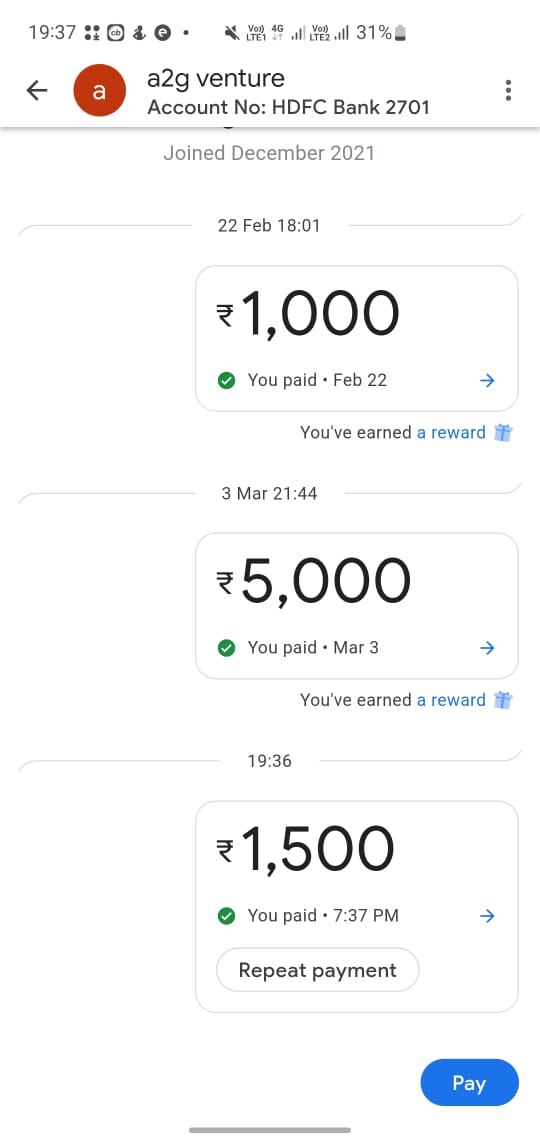 19:37 Vo)) LTE1 4G Vo)) LTE2 31%
a a2g venture
Account No: HDFC Bank 2701
Joined December 2021
22 Feb 18:01
₹1,000
You paid • Feb 22
You've earned a reward
3 Mar 21:44
₹5,000
You paid • Mar 3
You've earned a reward
19:36
₹1,500
You paid • 7:37 PM
Repeat payment
Pay